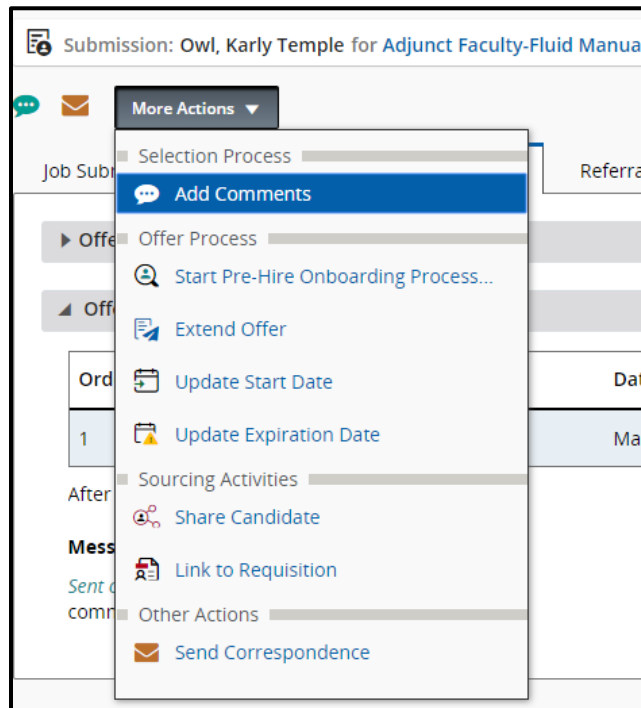 Submission: Owl, Karly Temple for Adjunct Faculty-Fluid Manua
More Actions
Selection Process
Job Sub
Referra
Add Comments
Offe
Offer Process
Start Pre-Hire Onboarding Process...
Off
Extend Offer
Ord
Update Start Date
Dat
1
Update Expiration Date
Ma
Sourcing Activities
After
Share Candidate
Mess
Link to Requisition
Sent
comm
Other Actions
Send Correspondence